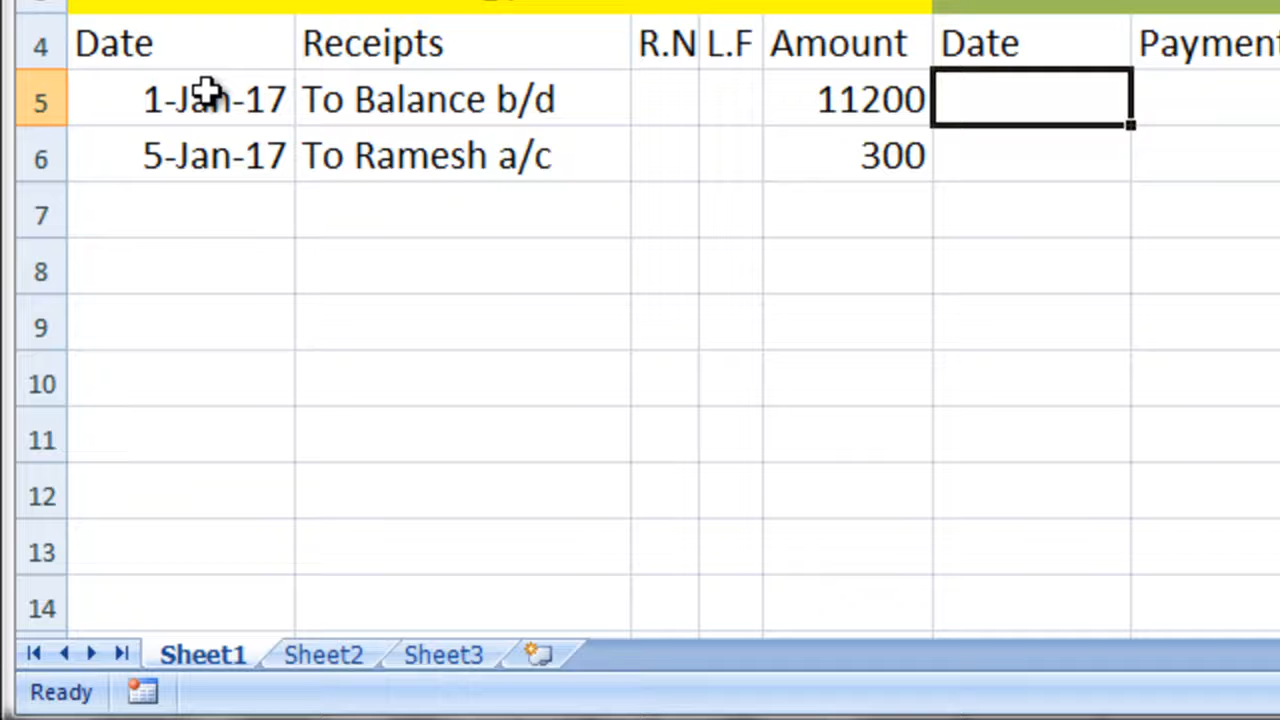 4 Date Receipts R.N L.F Amount Date Payment
5 1-Jan-17 To Balance b/d 11200
6 5-Jan-17 To Ramesh a/c 300
7
8
9
10
11
12
13
14
Sheet1 Sheet2 Sheet3
Ready